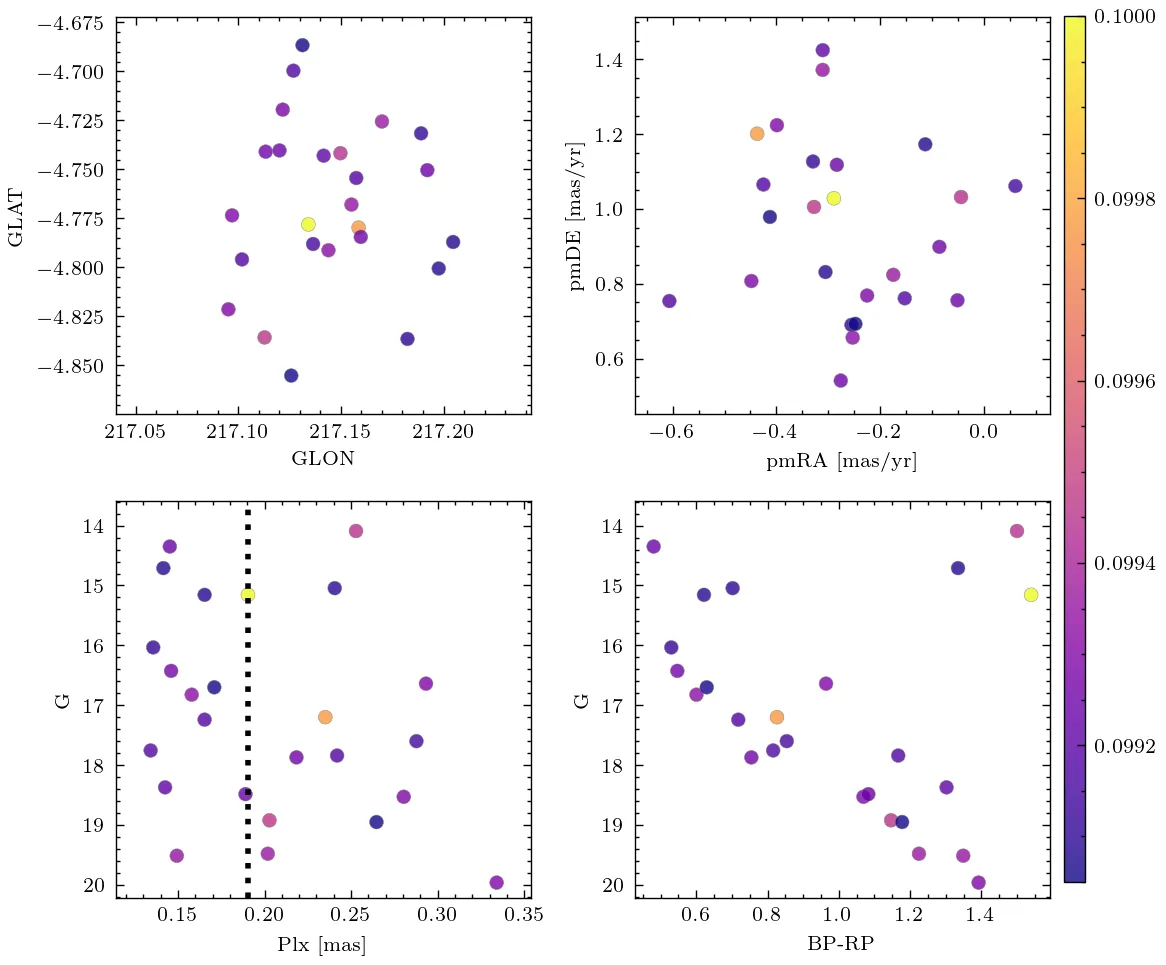 −4.675
−4.700
−4.725
−4.750
−4.775
−4.800
−4.825
−4.850
GLAT
217.05 217.10 217.15 217.20
GLON
1.4
1.2
1.0
0.8
0.6
pmDE [mas/yr]
−0.6 −0.4 −0.2 0.0
pmRA [mas/yr]
14
15
16
17
18
19
20
G
0.15 0.20 0.25 0.30 0.35
Plx [mas]
14
15
16
17
18
19
20
G
0.6 0.8 1.0 1.2 1.4
BP-RP
0.1000
0.0998
0.0996
0.0994
0.0992